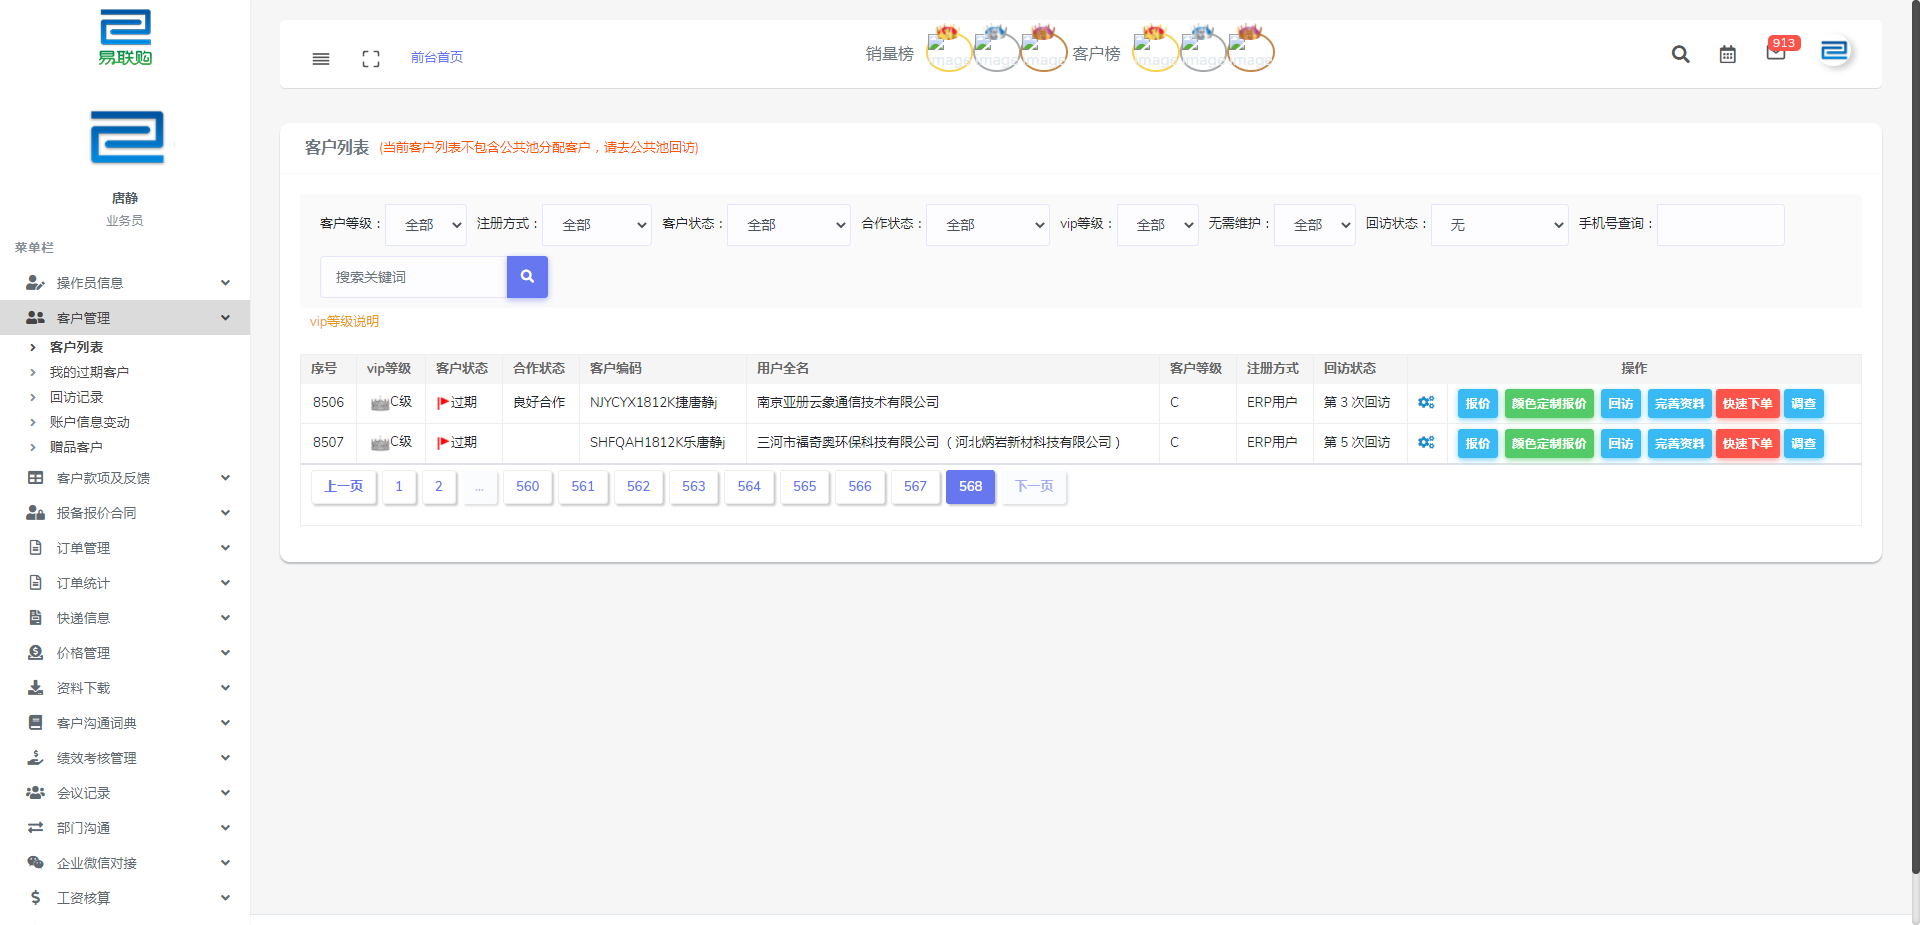 易联购
唐静
业务员
菜单栏
操作员信息
客户管理
客户列表
我的过期客户
回访记录
账户信息变动
赠品客户
客户款项及反馈
报备报价合同
订单管理
订单统计
快递信息
价格管理
资料下载
客户沟通词典
绩效考核管理
会议记录
部门沟通
企业微信对接
工资核算
前台首页
销量榜 image image image 客户榜 image image image
913
客户列表 (当前客户列表不包含公共池分配客户，请去公共池回访)
客户等级： 全部 注册方式： 全部 客户状态： 全部 合作状态： 全部 vip等级： 全部 无需维护： 全部 回访状态： 无 手机号查询：
搜索关键词
vip等级说明
序号 vip等级 客户状态 合作状态 客户编码 用户全名 客户等级 注册方式 回访状态 操作
8506 C级 过期 良好合作 NJYCYX1812K捷唐静j 南京亚册云象通信技术有限公司 C ERP用户 第 3 次回访 报价 颜色定制报价 回访 完善资料 快速下单 调查
8507 C级 过期 SHFQAH1812K乐唐静j 三河市福奇奥环保科技有限公司（河北炳岩新材科技有限公司） C ERP用户 第 5 次回访 报价 颜色定制报价 回访 完善资料 快速下单 调查
上一页 1 2 ... 560 561 562 563 564 565 566 567 568 下一页